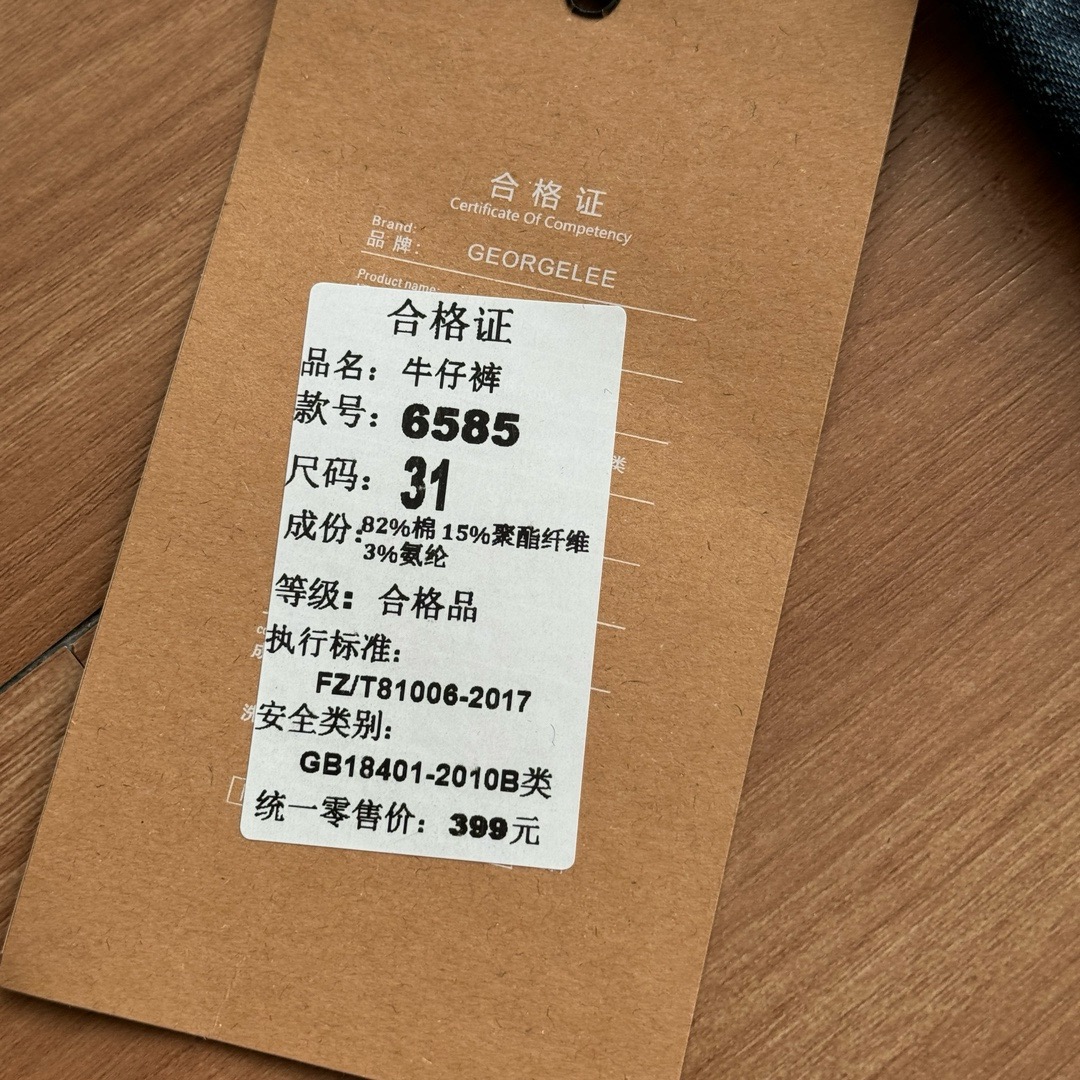 合格证
Certificate Of Competency
Brand:
品牌: GEORGELEE
Product name:
合格证
品名：牛仔裤
款号：6585
尺码：31
类
成份:82%棉 15%聚酯纤维
3%氨纶
等级：合格品
执行标准：
FZ/T81006-2017
安全类别：
GB18401-2010B类
统一零售价：399元